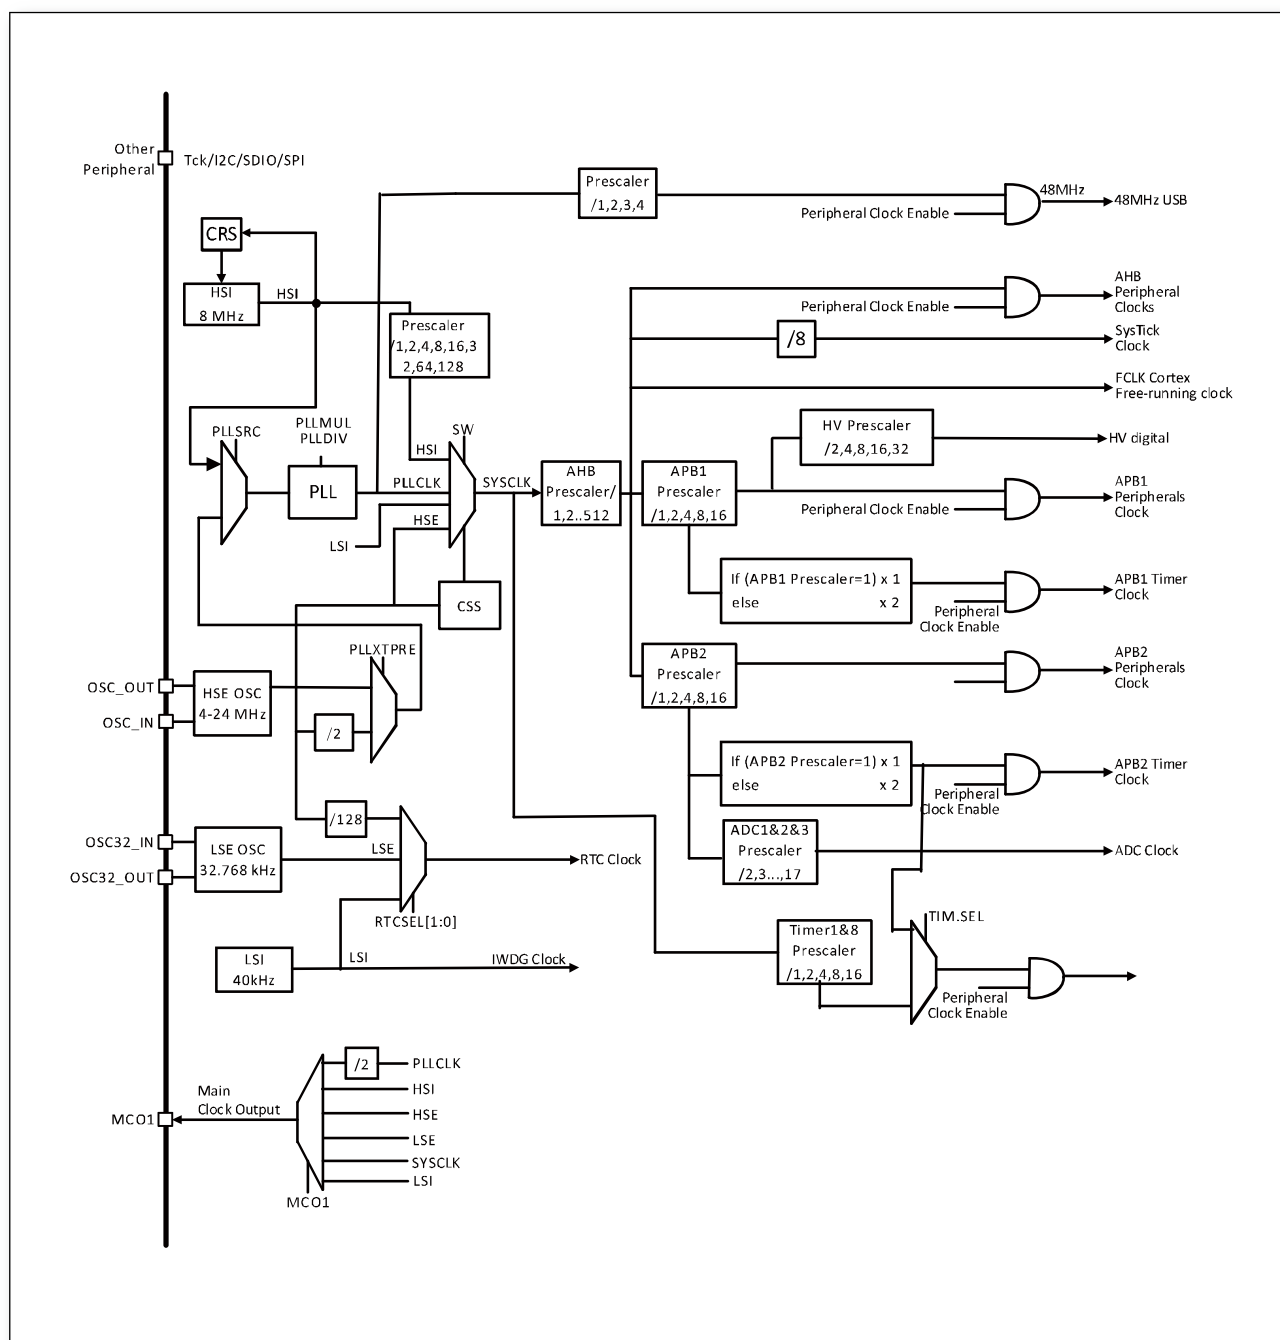 Other
Peripheral
Tck/I2C/SDIO/SPI
Prescaler
/1,2,3,4
Peripheral Clock Enable
48MHz
48MHz USB
CRS
HSI
8 MHz
HSI
Prescaler
/1,2,4,8,16,3
2,64,128
Peripheral Clock Enable
AHB
Peripheral
Clocks
/8
SysTick
Clock
FCLK Cortex
Free-running clock
PLLSRC
PLLMUL
PLLDIV
PLL
SW
HSI
PLLCLK
HSE
LSI
SYSCLK
AHB
Prescaler/
1,2..512
APB1
Prescaler
/1,2,4,8,16
HV Prescaler
/2,4,8,16,32
HV digital
Peripheral Clock Enable
APB1
Peripherals
Clock
If (APB1 Prescaler=1) x 1
else x 2
Peripheral
Clock Enable
APB1 Timer
Clock
CSS
PLLXTPRE
OSC_OUT
OSC_IN
HSE OSC
4-24 MHz
/2
APB2
Prescaler
/1,2,4,8,16
APB2
Peripherals
Clock
If (APB2 Prescaler=1) x 1
else x 2
Peripheral
Clock Enable
APB2 Timer
Clock
OSC32_IN
OSC32_OUT
LSE OSC
32.768 kHz
/128
LSE
RTC Clock
RTCSEL[1:0]
ADC1&2&3
Prescaler
/2,3...,17
ADC Clock
LSI
40kHz
LSI
IWDG Clock
Timer1&8
Prescaler
/1,2,4,8,16
TIM.SEL
Peripheral
Clock Enable
MCO1
Main
Clock Output
/2
PLLCLK
HSI
HSE
LSE
SYSCLK
LSI
MCO1